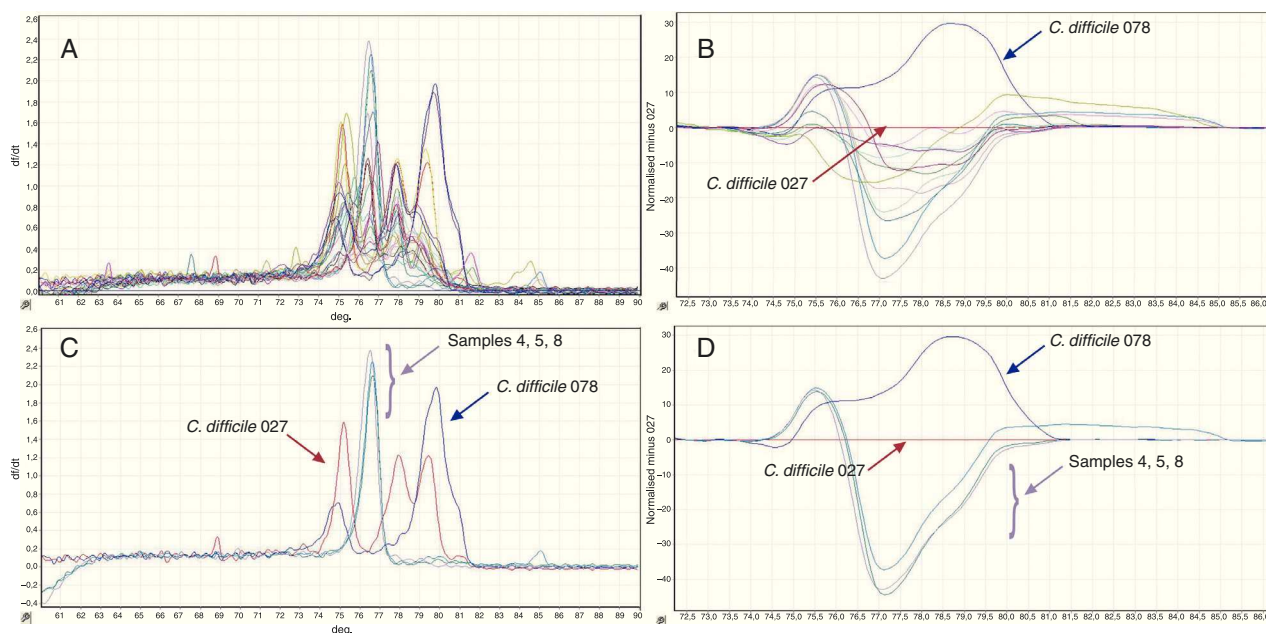 A
2,6
2,4
2,2
2,0
1,8
1,6
1,4
1,2
1,0
0,8
0,6
0,4
0,2
0,0
df/dt
61 62 63 64 65 66 67 68 69 70 71 72 73 74 75 76 77 78 79 80 81 82 83 84 85 86 87 88 89 90
deg.
B
30
20
10
0
–10
–20
–30
–40
Normalised minus 027
C. difficile 078
C. difficile 027
72,5 73,0 73,5 74,0 74,5 75,0 75,5 76,0 76,5 77,0 77,5 78,0 78,5 79,0 79,5 80,0 80,5 81,0 81,5 82,0 82,5 83,0 83,5 84,0 84,5 85,0 85,5 86,0
C
2,6
2,4
2,2
2,0
1,8
1,6
1,4
1,2
1,0
0,8
0,6
0,4
0,2
0,0
–0,2
–0,4
df/dt
Samples 4, 5, 8
C. difficile 078
C. difficile 027
61 62 63 64 65 66 67 68 69 70 71 72 73 74 75 76 77 78 79 80 81 82 83 84 85 86 87 88 89 90
deg.
D
30
20
10
0
–10
–20
–30
–40
Normalised minus 027
C. difficile 078
C. difficile 027
Samples 4, 5, 8
72,5 73,0 73,5 74,0 74,5 75,0 75,5 76,0 76,5 77,0 77,5 78,0 78,5 79,0 79,5 80,0 80,5 81,0 81,5 82,0 82,5 83,0 83,5 84,0 84,5 85,0 85,5 86,0